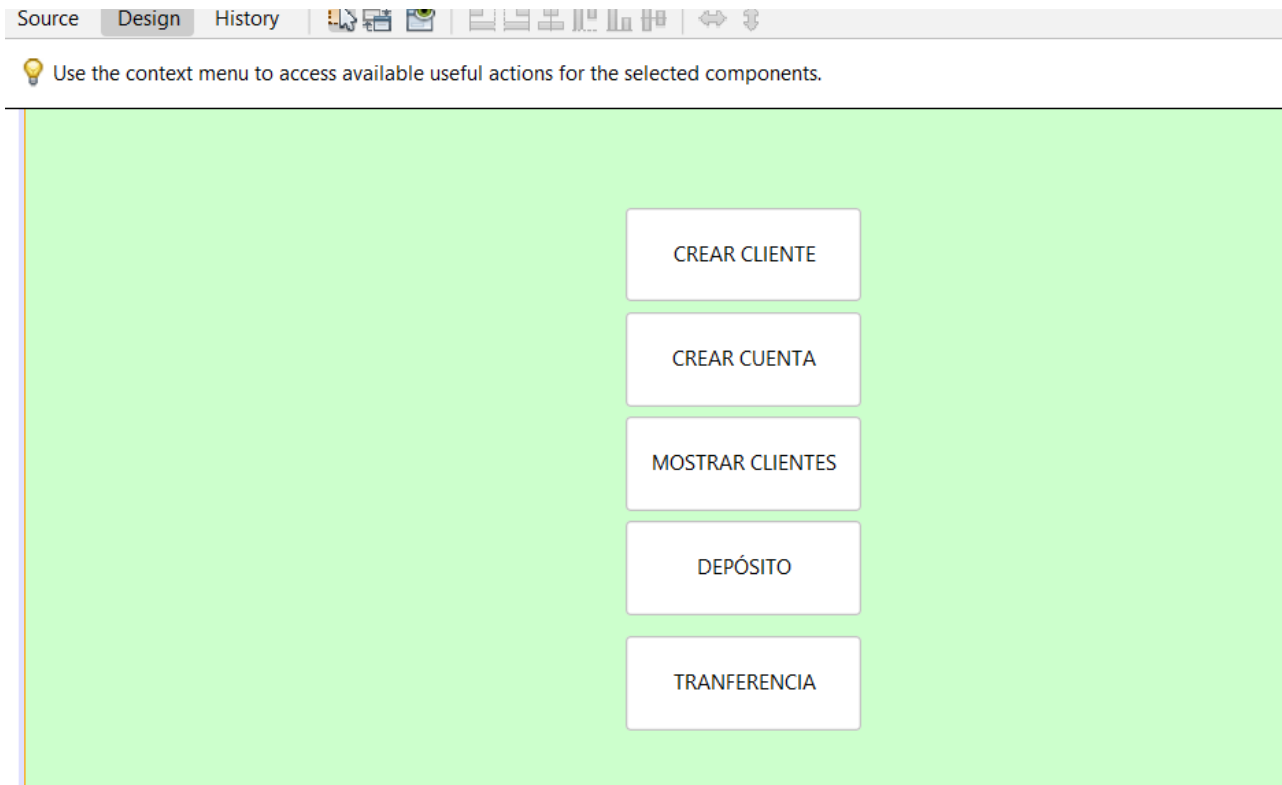 Source Design History
Use the context menu to access available useful actions for the selected components.
CREAR CLIENTE
CREAR CUENTA
MOSTRAR CLIENTES
DEPÓSITO
TRANFERENCIA